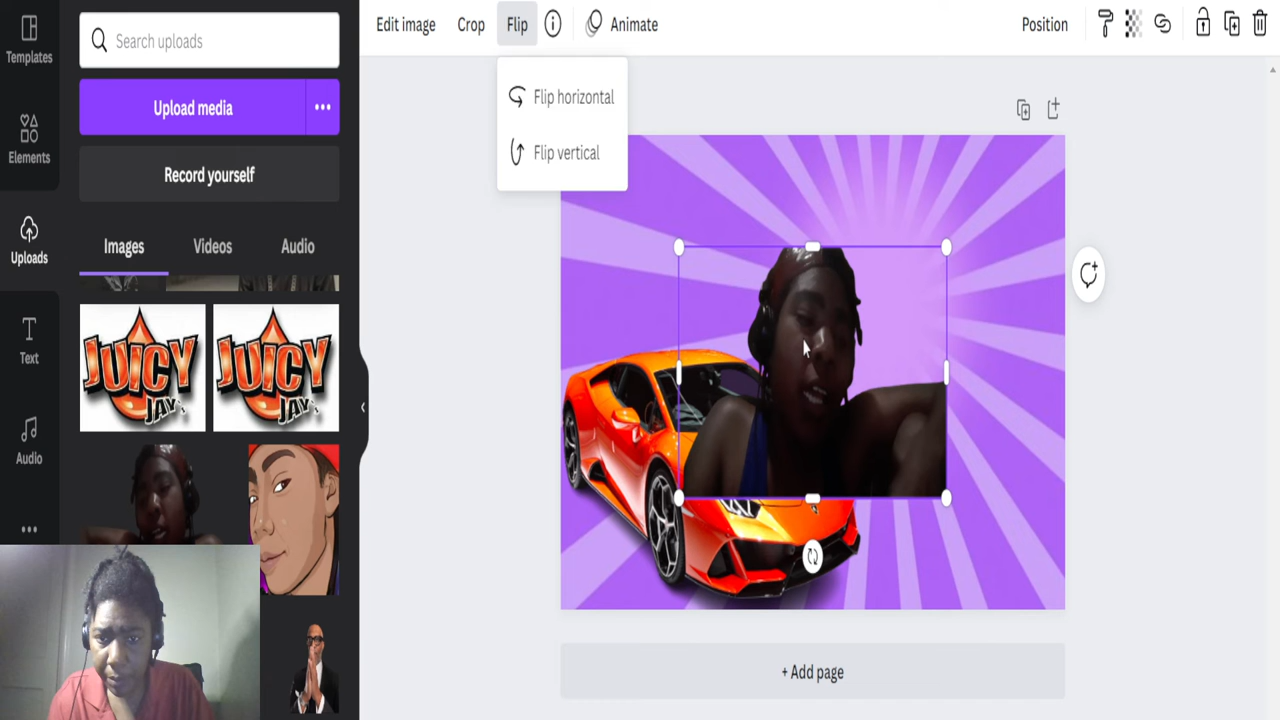 Edit image Crop Flip Animate Position
Templates
Search uploads
Flip horizontal
Upload media
Flip vertical
Elements
Record yourself
Uploads
Images Videos Audio
Text
JUICY JUICY
JAY'S JAY'S
Audio
+ Add page